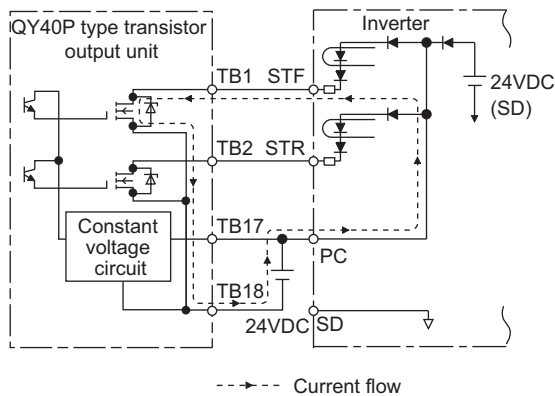 QY40P type transistor
output unit
Inverter
TB1 STF
24VDC
(SD)
TB2 STR
Constant
voltage
circuit
TB17
PC
TB18
24VDC SD
Current flow